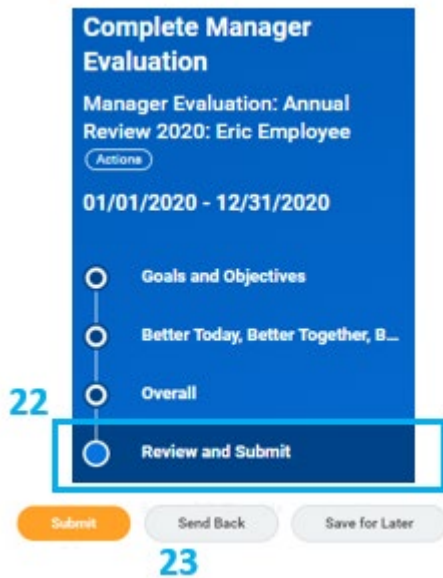 Complete Manager
Evaluation
Manager Evaluation: Annual
Review 2020: Eric Employee
Actions
01/01/2020 - 12/31/2020
Goals and Objectives
Better Today, Better Together, B...
Overall
22
Review and Submit
Submit
Send Back
Save for Later
23